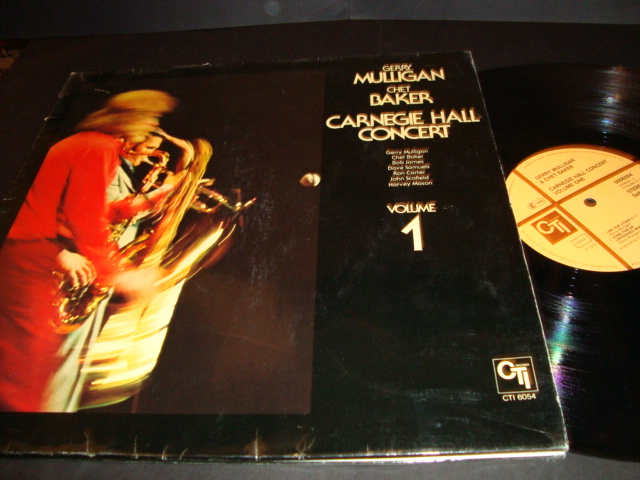 GERRY
MULLIGAN
CHET
BAKER
CARNEGIE HALL
CONCERT
Gerry Mulligan
Chet Baker
Bob James
Dave Samuels
Ron Carter
John Scofield
Harvey Mason
VOLUME
1
CTI
CTI 6054
GERRY MULLIGAN
& CHET BAKER
CARNEGIE HALL CONCERT
VOLUME ONE
CTI